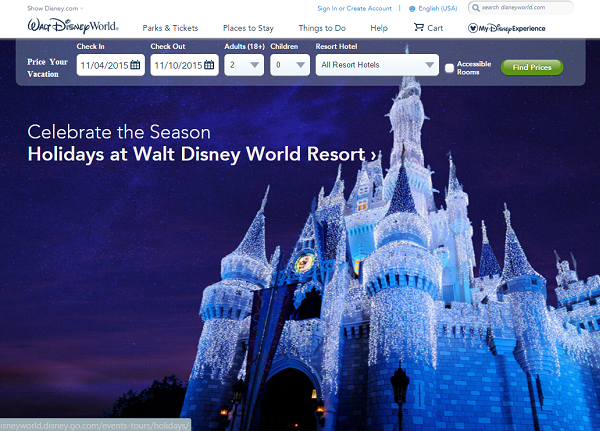 Show Disney.com
Sign In or Create Account | English (USA)
search disneyworld.com
Walt Disney World.
Parks & Tickets
Places to Stay
Things to Do
Help
Cart
My Disney Experience
Price Your Vacation
Check In
Check Out
Adults (18+)
Children
Resort Hotel
11/04/2015
11/10/2015
2
0
All Resort Hotels
Accessible
Rooms
Find Prices
Celebrate the Season
Holidays at Walt Disney World Resort ›
isneyworld.disney.go.com/events-tours/holidays/